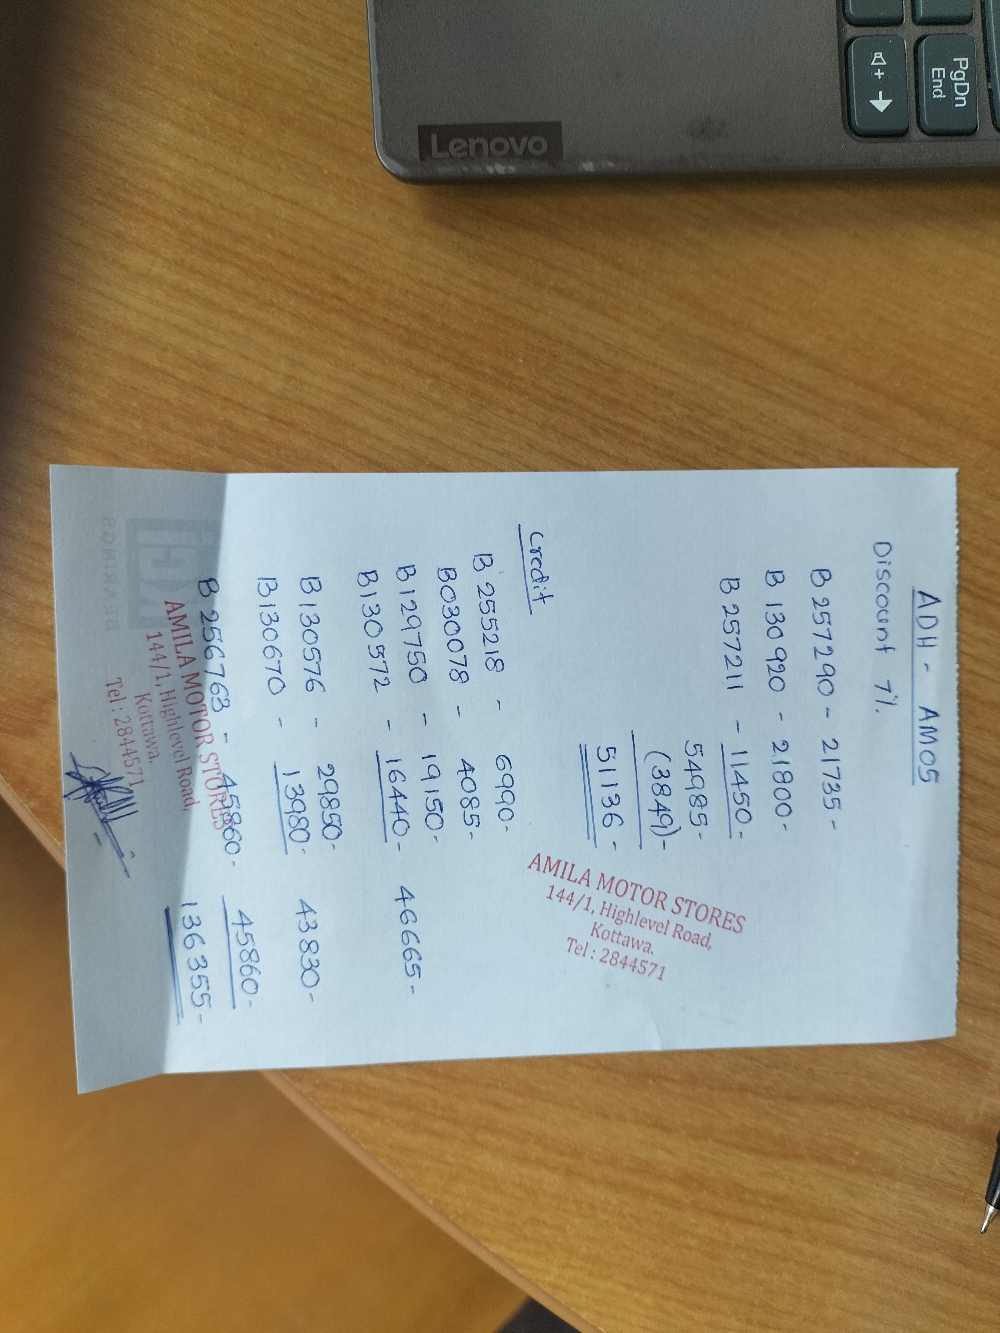 Lenovo
PgDn
End
+
ADH - AM05
Discount 7%.
B 257290 - 21735 -
B 130920 - 21800 -
B 257211 - 11450 -
54985 -
(3849) -
51136 -
AMILA MOTOR STORES
144/1, Highlevel Road,
Kottawa.
Tel : 2844571
Credit
B 255218 - 6990 -
B030078 - 4085 -
B129750 - 19150 -
B130572 - 16440 - 46665 -
B130576 - 29850 -
B130670 - 13980 - 43830 -
B 256763 - 45860 - 45860 -
136355 -
AMILA MOTOR STORES
144/1, Highlevel Road,
Kottawa.
Tel : 2844571